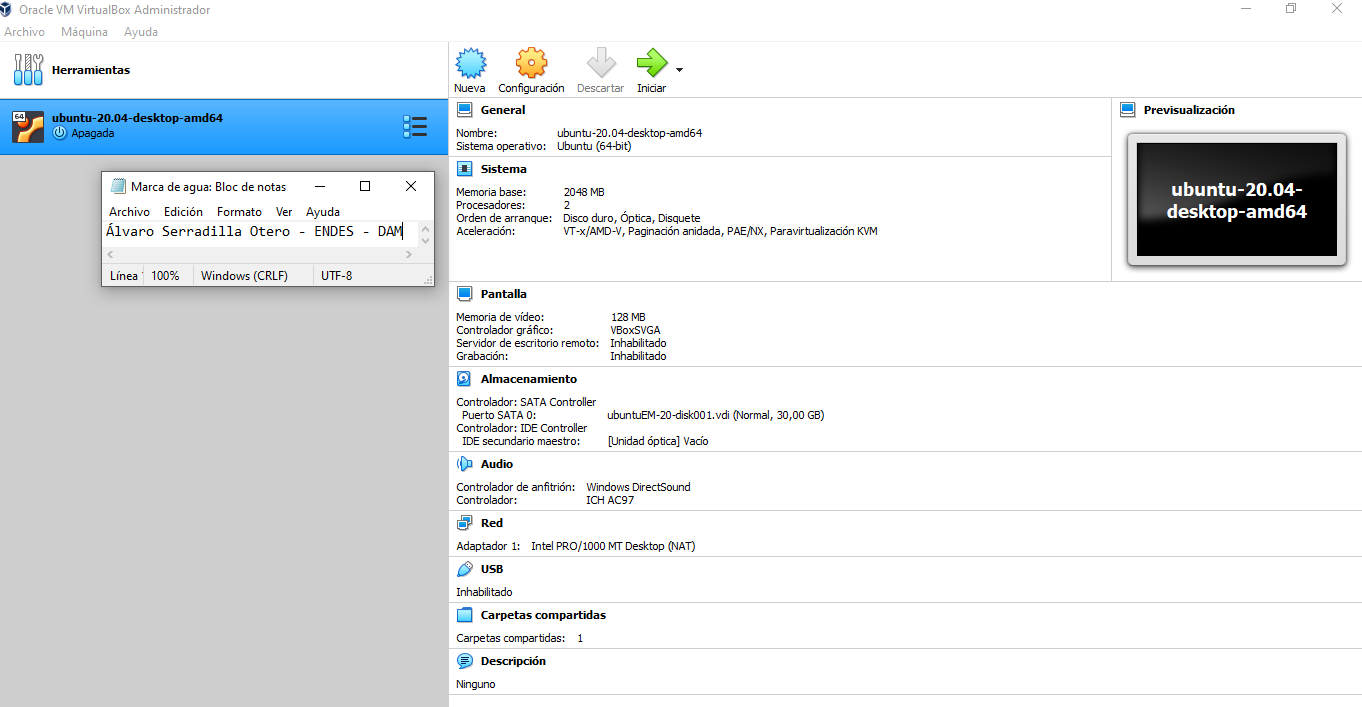 Oracle VM VirtualBox Administrador
Archivo Máquina Ayuda
Herramientas
64
ubuntu-20.04-desktop-amd64
Apagada
Marca de agua: Bloc de notas
Archivo Edición Formato Ver Ayuda
Álvaro Serradilla Otero - ENDES - DAM
Línea 100% Windows (CRLF) UTF-8
Nueva Configuración Descartar Iniciar
General
Nombre: ubuntu-20.04-desktop-amd64
Sistema operativo: Ubuntu (64-bit)
Previsualización
ubuntu-20.04-
desktop-amd64
Sistema
Memoria base: 2048 MB
Procesadores: 2
Orden de arranque: Disco duro, Óptica, Disquete
Aceleración: VT-x/AMD-V, Paginación anidada, PAE/NX, Paravirtualización KVM
Pantalla
Memoria de vídeo: 128 MB
Controlador gráfico: VBoxSVGA
Servidor de escritorio remoto: Inhabilitado
Grabación: Inhabilitado
Almacenamiento
Controlador: SATA Controller
Puerto SATA 0: ubuntuEM-20-disk001.vdi (Normal, 30,00 GB)
Controlador: IDE Controller
IDE secundario maestro: [Unidad óptica] Vacío
Audio
Controlador de anfitrión: Windows DirectSound
Controlador: ICH AC97
Red
Adaptador 1: Intel PRO/1000 MT Desktop (NAT)
USB
Inhabilitado
Carpetas compartidas
Carpetas compartidas: 1
Descripción
Ninguno